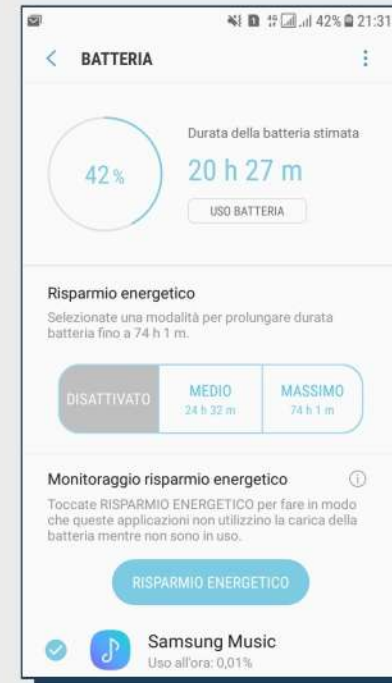 42% 21:31
BATTERIA
Durata della batteria stimata
42%
20 h 27 m
USO BATTERIA
Risparmio energetico
Selezionate una modalità per prolungare durata
batteria fino a 74 h 1 m.
DISATTIVATO
MEDIO
24 h 32 m
MASSIMO
74 h 1 m
Monitoraggio risparmio energetico
Toccate RISPARMIO ENERGETICO per fare in modo
che queste applicazioni non utilizzino la carica della
batteria mentre non sono in uso.
RISPARMIO ENERGETICO
Samsung Music
Uso all'ora: 0,01%